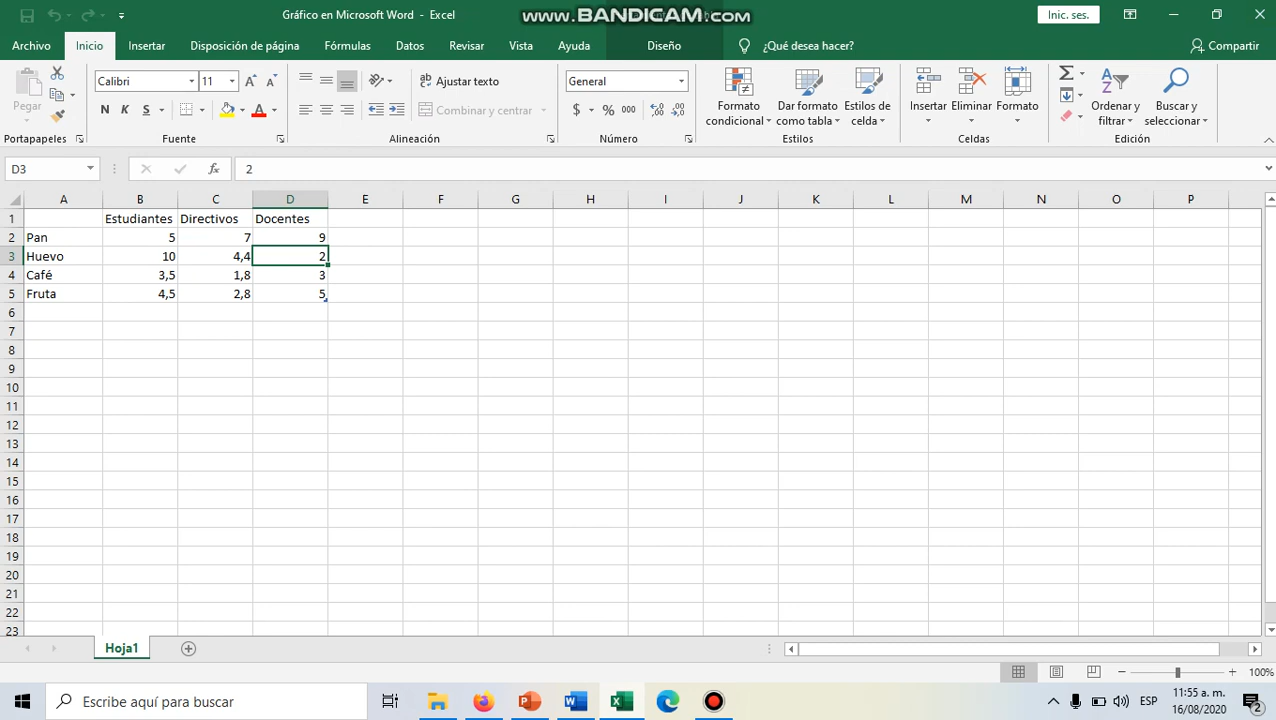 Gráfico en Microsoft Word - Excel
www.BANDICAM.com
Inic. ses.
Archivo Inicio Insertar Disposición de página Fórmulas Datos Revisar Vista Ayuda Diseño ¿Qué desea hacer? Compartir
Pegar
Calibri 11
Ajustar texto
General
N K S
Combinar y centrar
$ % 000
Formato condicional
Dar formato como tabla
Estilos de celda
Insertar Eliminar Formato
Ordenar y filtrar
Buscar y seleccionar
Portapapeles Fuente Alineación Número Estilos Celdas Edición
D3 fx 2
A B C D E F G H I J K L M N O P
1 Estudiantes Directivos Docentes
2 Pan 5 7 9
3 Huevo 10 4,4 2
4 Café 3,5 1,8 3
5 Fruta 4,5 2,8 5
6
7
8
9
10
11
12
13
14
15
16
17
18
19
20
21
22
23
Hoja1
100%
Escribe aquí para buscar
ESP
11:55 a. m.
16/08/2020
2